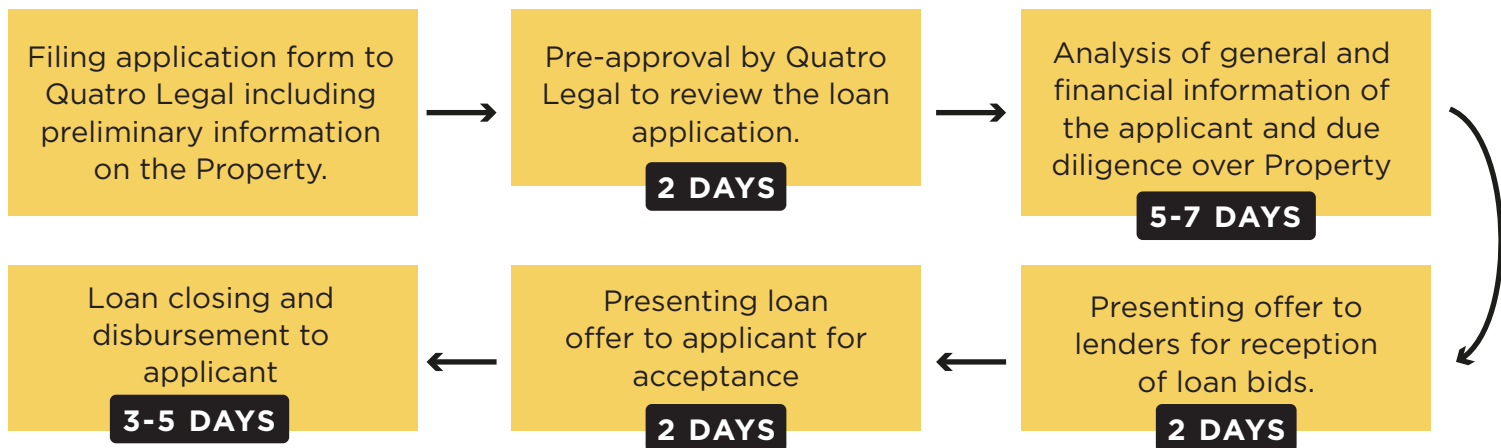 Filing application form to
Quatro Legal including
preliminary information
on the Property.
Pre-approval by Quatro
Legal to review the loan
application.
2 DAYS
Analysis of general and
financial information of
the applicant and due
diligence over Property
5-7 DAYS
Presenting offer to
lenders for reception
of loan bids.
2 DAYS
Presenting loan
offer to applicant for
acceptance
2 DAYS
Loan closing and
disbursement to
applicant
3-5 DAYS